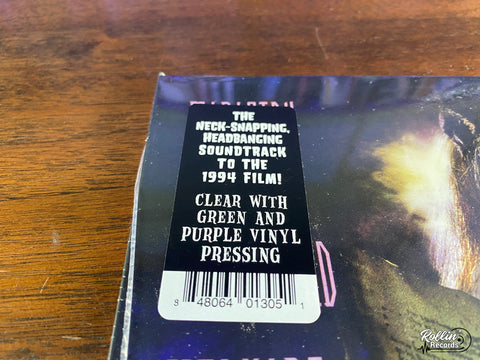 THE
NECK-SNAPPING,
HEADBANGING
SOUNDTRACK
TO THE
1994 FILM!
CLEAR WITH
GREEN AND
PURPLE VINYL
PRESSING
8 48064 01305 1
Rollin
Records